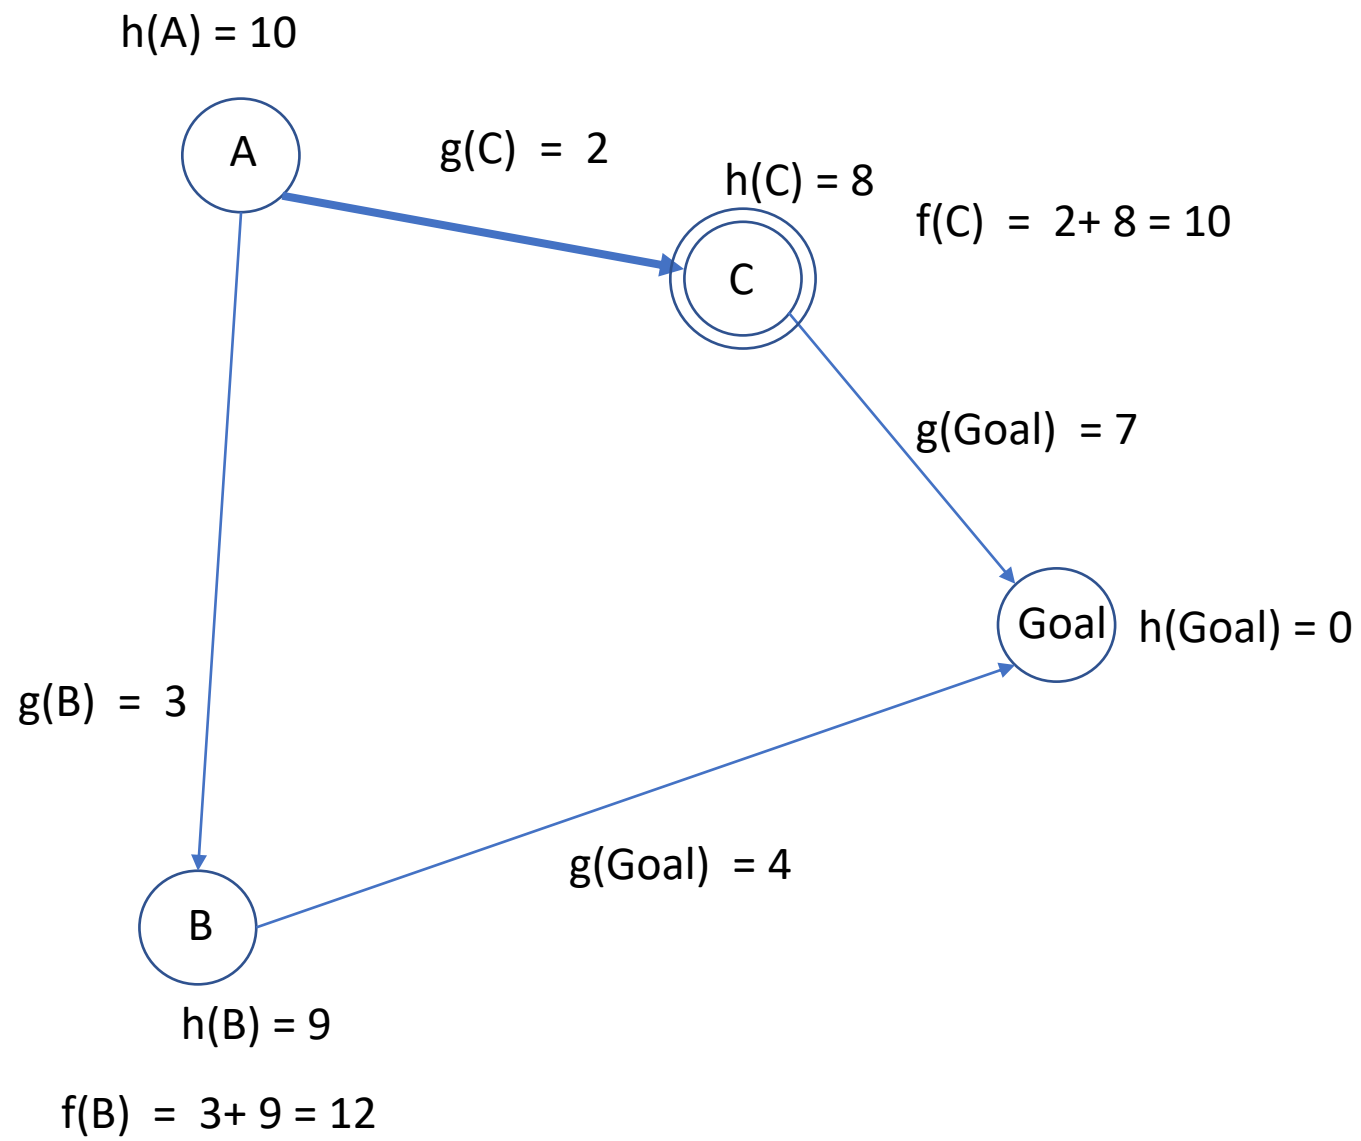 h(A) = 10
A
g(C)  =  2
h(C) = 8
f(C)  =  2+ 8 = 10
C
g(Goal)  = 7
Goal
h(Goal) = 0
g(B)  =  3
g(Goal)  = 4
B
h(B) = 9
f(B)  =  3+ 9 = 12